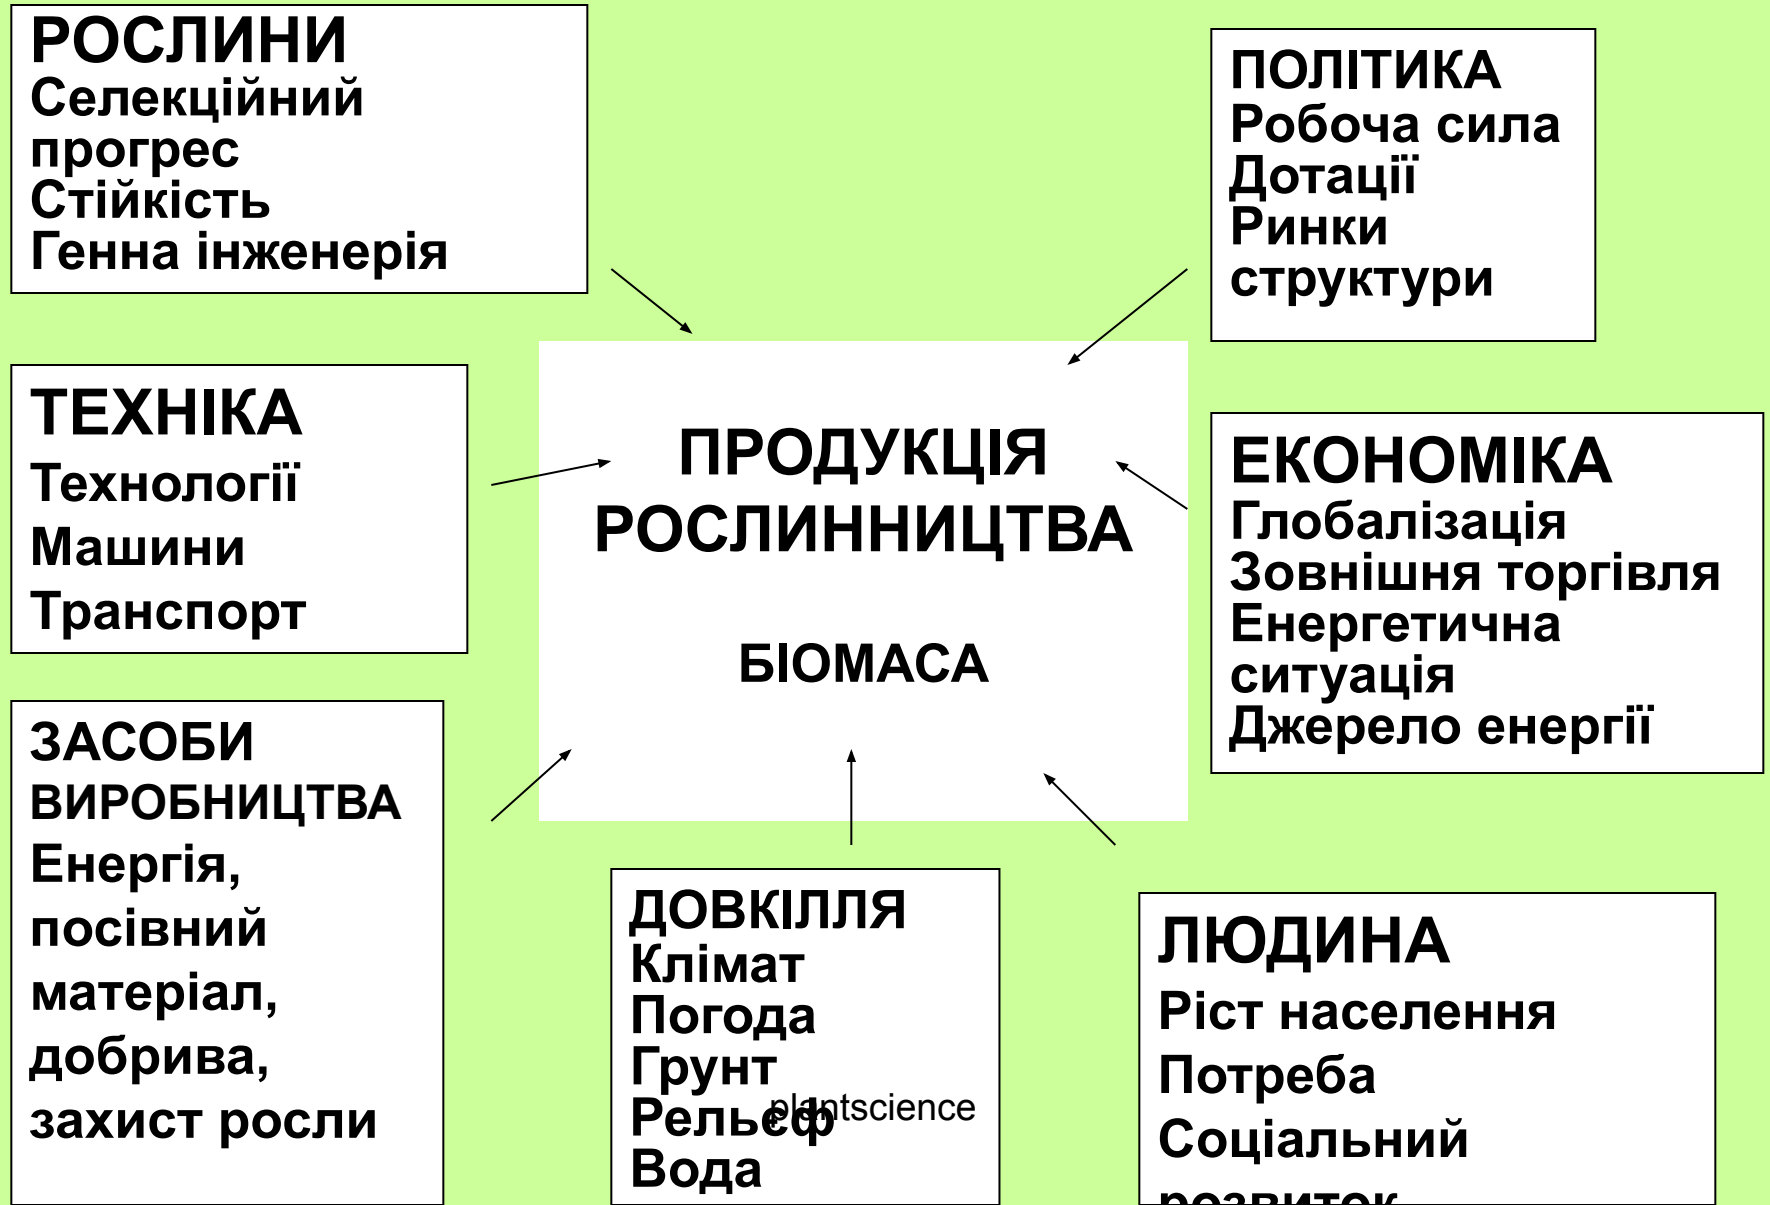 РОСЛИНИ
Селекційний
прогрес
Стійкість
Генна інженерія
ПОЛІТИКА
Робоча сила
Дотації
Ринки
структури
ТЕХНІКА
Технології
Машини
Транспорт
ПРОДУКЦІЯ
РОСЛИННИЦТВА
БІОМАСА
ЕКОНОМІКА
Глобалізація
Зовнішня торгівля
Енергетична
ситуація
Джерело енергії
ЗАСОБИ
ВИРОБНИЦТВА
Енергія,
посівний
матеріал,
добрива,
захист росли
ДОВКІЛЛЯ
Клімат
Погода
Грунт
Рельєф
plantscience
Вода
ЛЮДИНА
Ріст населення
Потреба
Соціальний
розвиток